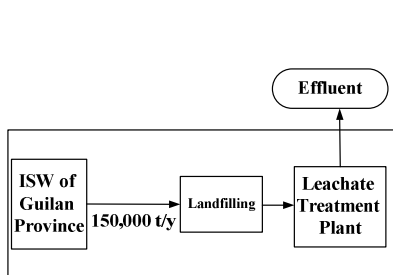 Effluent
ISW of
Guilan
Province
150,000 t/y
Landfilling
Leachate
Treatment
Plant